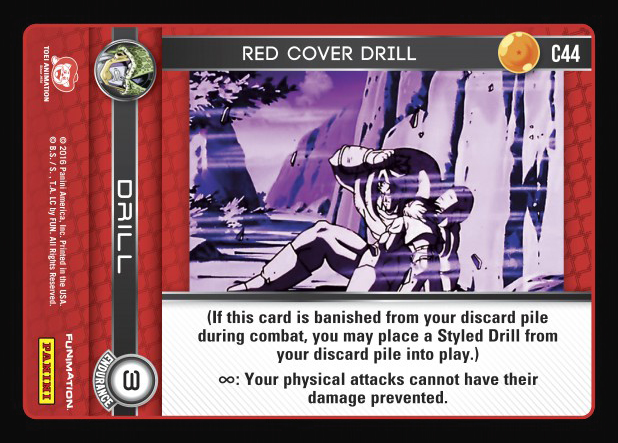 RED COVER DRILL
C44
TOEI ANIMATION
DRILL
© 2016 Panini America, Inc. Printed in the USA.
© B.S./ S., T.A. LC by FUN. All Rights Reserved.
FUNIMATION
PANINI
ENDURANCE
3
(If this card is banished from your discard pile
during combat, you may place a Styled Drill from
your discard pile into play.)
∞: Your physical attacks cannot have their
damage prevented.